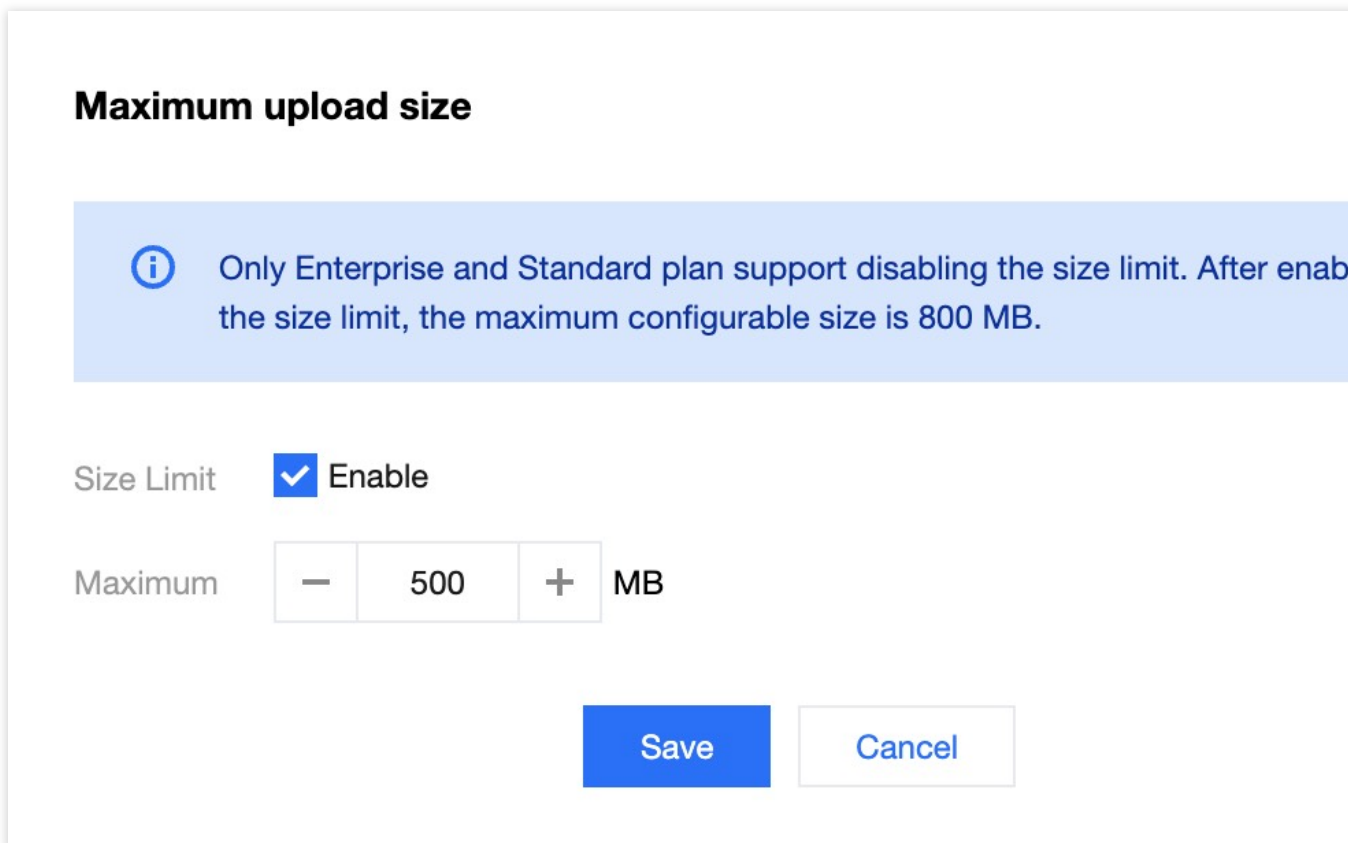 Maximum upload size
Only Enterprise and Standard plan support disabling the size limit. After enab
the size limit, the maximum configurable size is 800 MB.
Size Limit Enable
Maximum 500 MB
Save Cancel